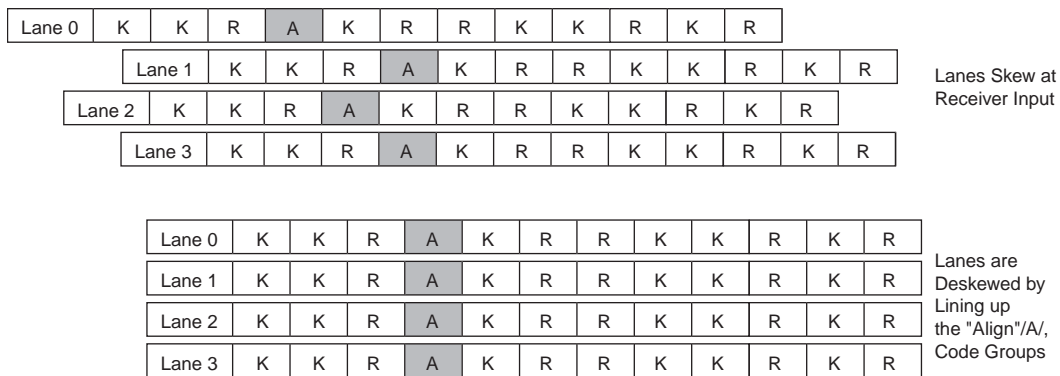 Lane 0 K K R A K R R K K R K R
Lane 1 K K R A K R R K K R K R
Lane 2 K K R A K R R K K R K R
Lane 3 K K R A K R R K K R K R
Lanes Skew at
Receiver Input
Lane 0 K K R A K R R K K R K R
Lane 1 K K R A K R R K K R K R
Lane 2 K K R A K R R K K R K R
Lane 3 K K R A K R R K K R K R
Lanes are
Deskewed by
Lining up
the "Align"/A/,
Code Groups